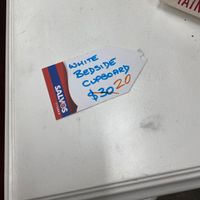 WHITE
BEDSIDE
CUPBOARD
$30 20
SALVOS